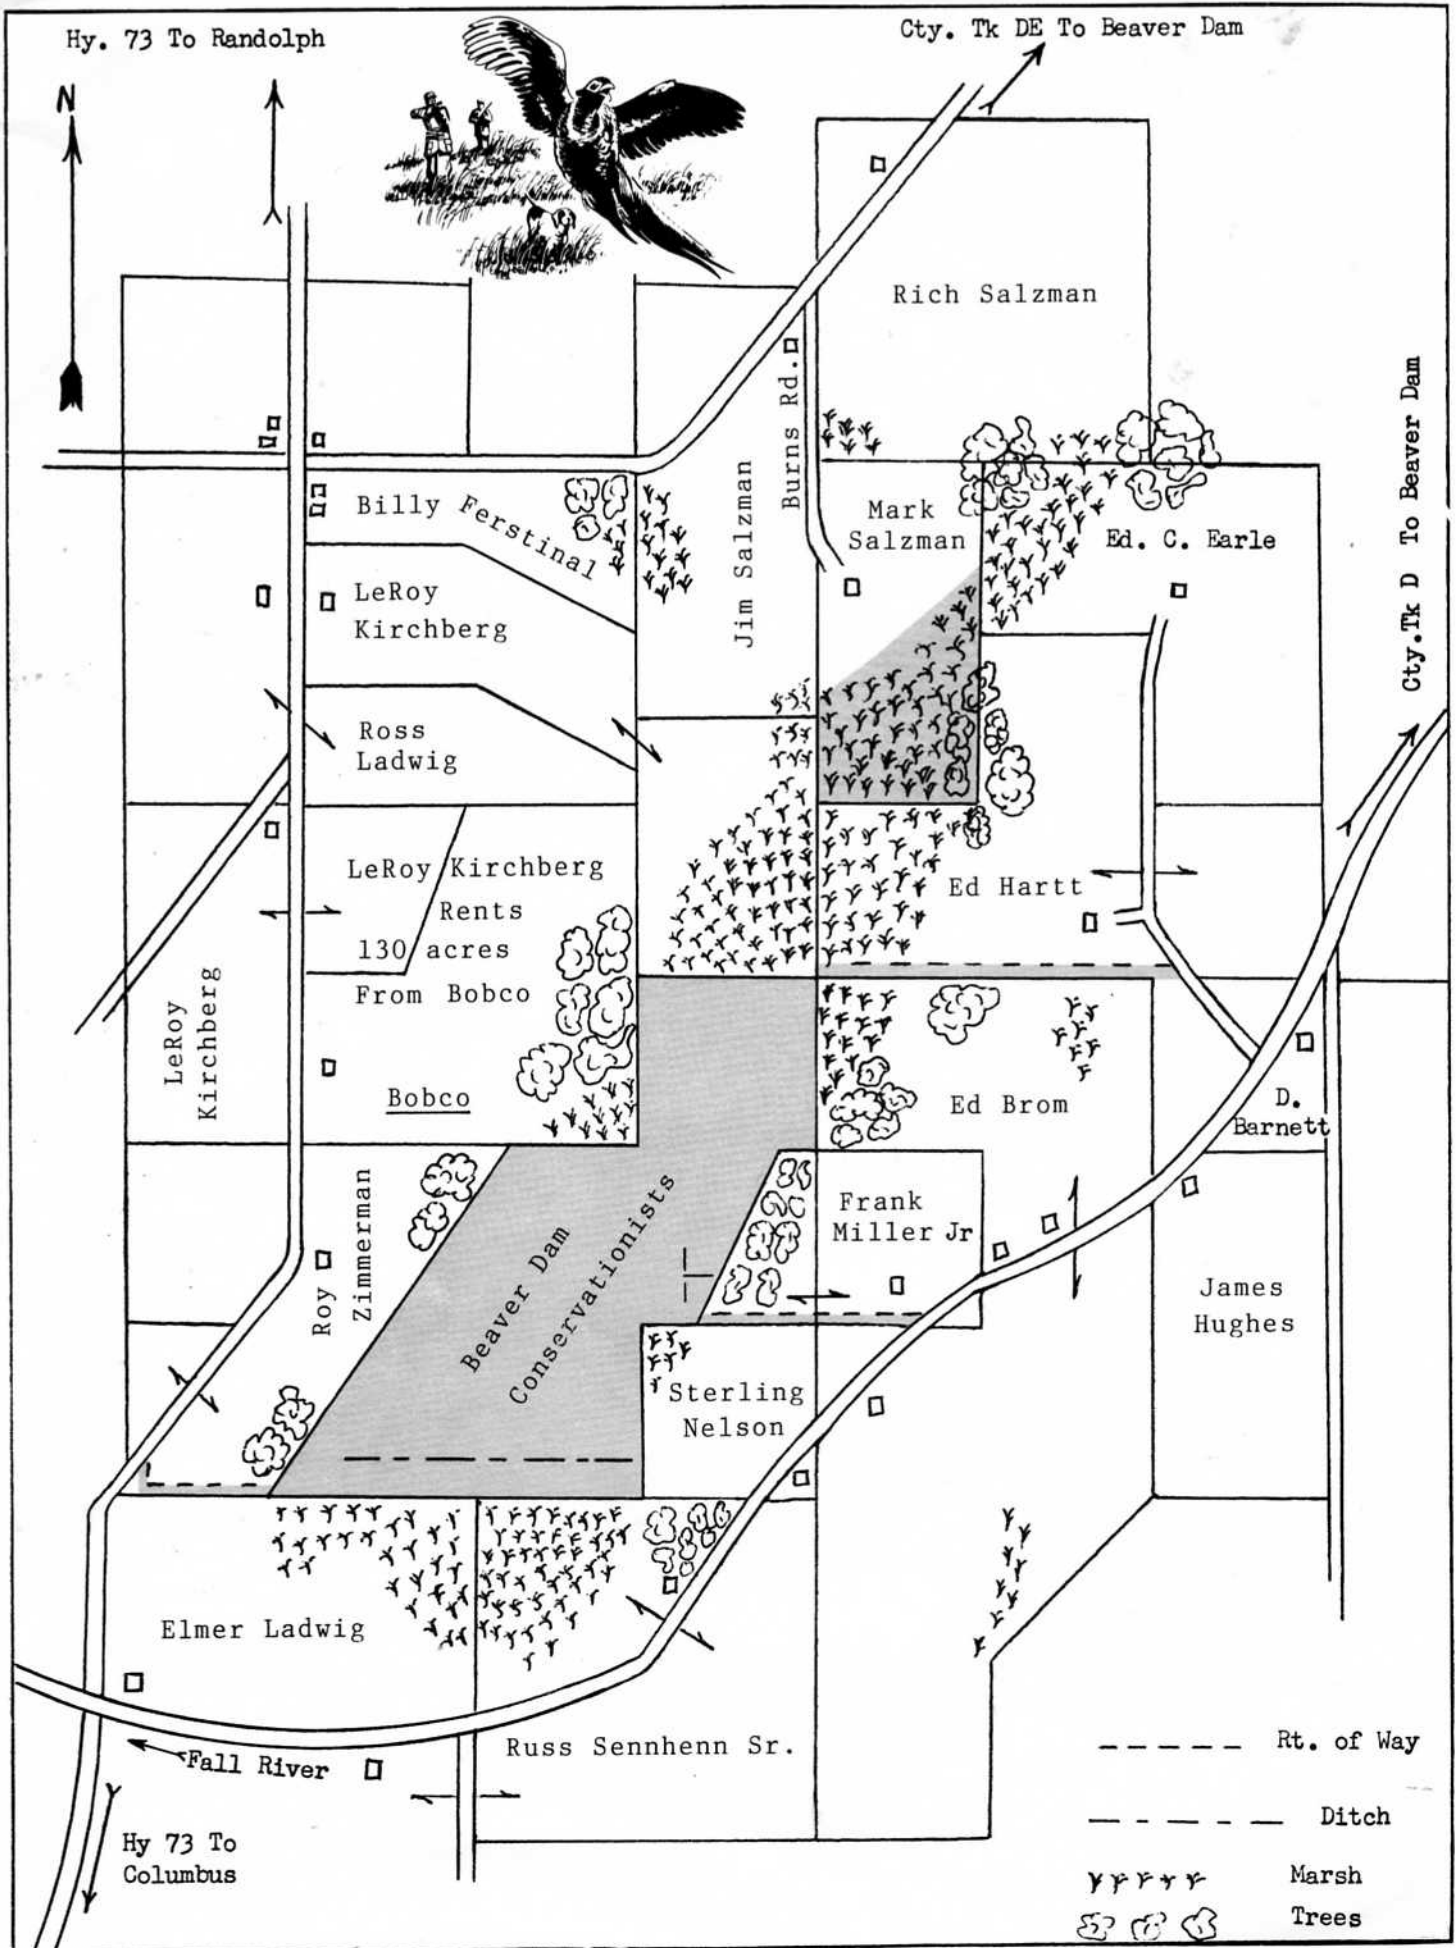 Hy. 73 To Randolph
Cty. Tk DE To Beaver Dam
N
Rich Salzman
Burns Rd.
Cty.Tk D To Beaver Dam
Billy Ferstinal
Jim Salzman
Mark
Salzman
Ed. C. Earle
LeRoy
Kirchberg
Ross
Ladwig
LeRoy Kirchberg
Rents
130 acres
From Bobco
Ed Hartt
LeRoy
Kirchberg
Bobco
Ed Brom
D.
Barnett
Roy Zimmerman
Beaver Dam
Conservationists
Frank
Miller Jr
James
Hughes
Sterling
Nelson
Elmer Ladwig
Russ Sennhenn Sr.
Fall River
Hy 73 To
Columbus
Rt. of Way
Ditch
Marsh
Trees